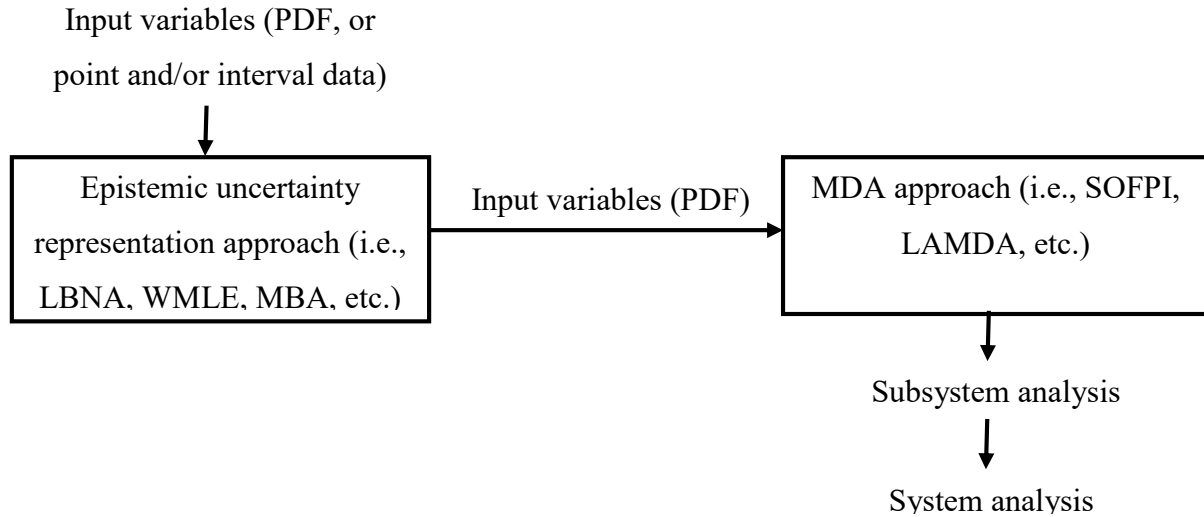 Input variables (PDF, or
point and/or interval data)
Epistemic uncertainty
representation approach (i.e.,
LBNA, WMLE, MBA, etc.)
Input variables (PDF)
MDA approach (i.e., SOFPI,
LAMDA, etc.)
Subsystem analysis
System analysis